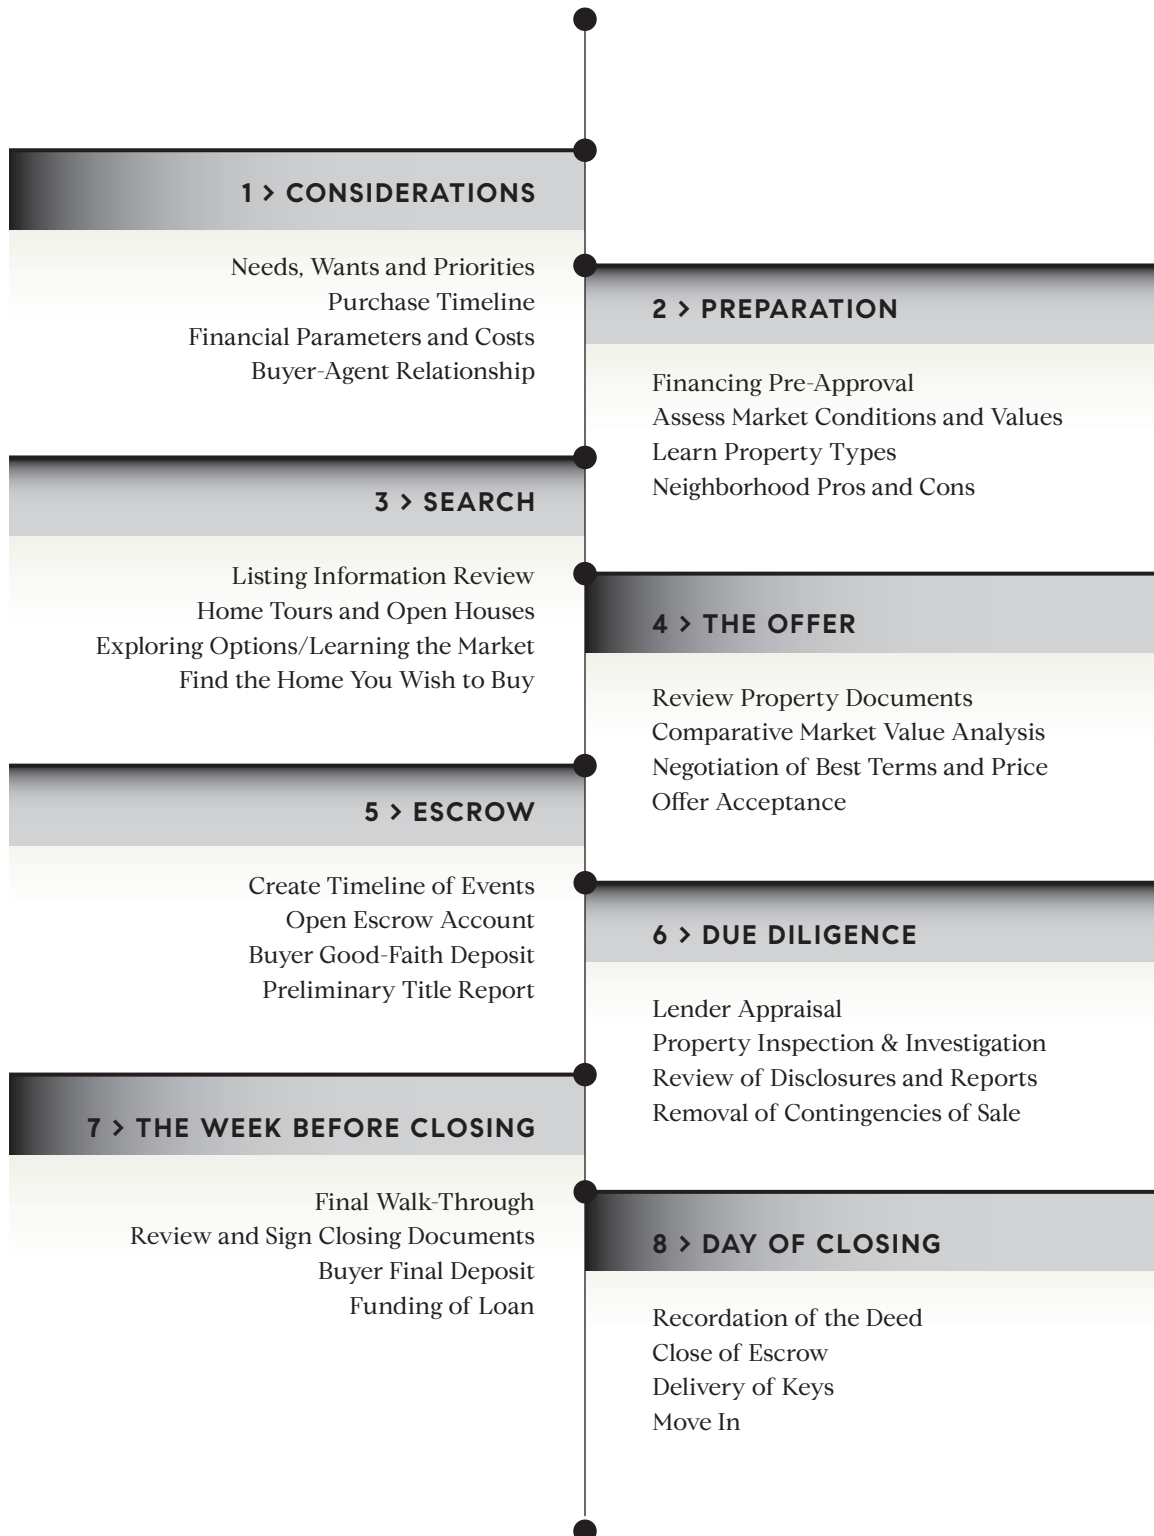 1 > CONSIDERATIONS
Needs, Wants and Priorities
Purchase Timeline
Financial Parameters and Costs
Buyer-Agent Relationship
2 > PREPARATION
Financing Pre-Approval
Assess Market Conditions and Values
Learn Property Types
Neighborhood Pros and Cons
3 > SEARCH
Listing Information Review
Home Tours and Open Houses
Exploring Options/Learning the Market
Find the Home You Wish to Buy
4 > THE OFFER
Review Property Documents
Comparative Market Value Analysis
Negotiation of Best Terms and Price
Offer Acceptance
5 > ESCROW
Create Timeline of Events
Open Escrow Account
Buyer Good-Faith Deposit
Preliminary Title Report
6 > DUE DILIGENCE
Lender Appraisal
Property Inspection & Investigation
Review of Disclosures and Reports
Removal of Contingencies of Sale
7 > THE WEEK BEFORE CLOSING
Final Walk-Through
Review and Sign Closing Documents
Buyer Final Deposit
Funding of Loan
8 > DAY OF CLOSING
Recordation of the Deed
Close of Escrow
Delivery of Keys
Move In